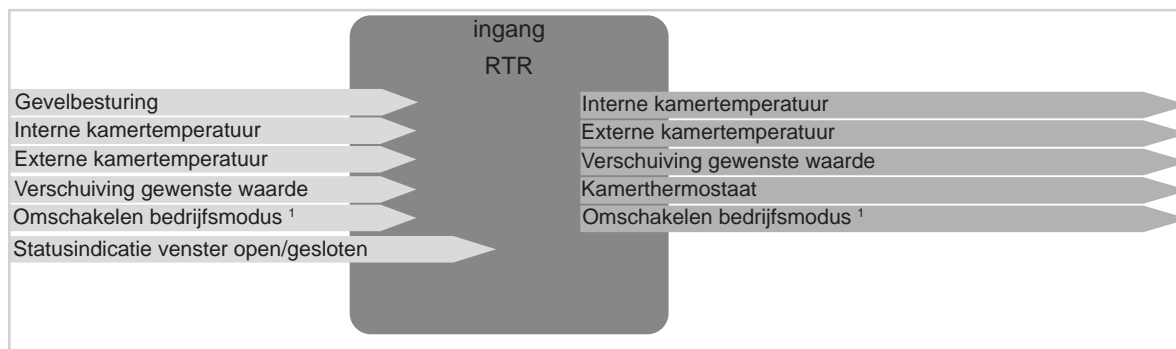 ingang
RTR
Gevelbesturing
Interne kamertemperatuur
Externe kamertemperatuur
Verschuiving gewenste waarde
Omschakelen bedrijfsmodus ¹
Statusindicatie venster open/gesloten
Interne kamertemperatuur
Externe kamertemperatuur
Verschuiving gewenste waarde
Kamerthermostaat
Omschakelen bedrijfsmodus ¹